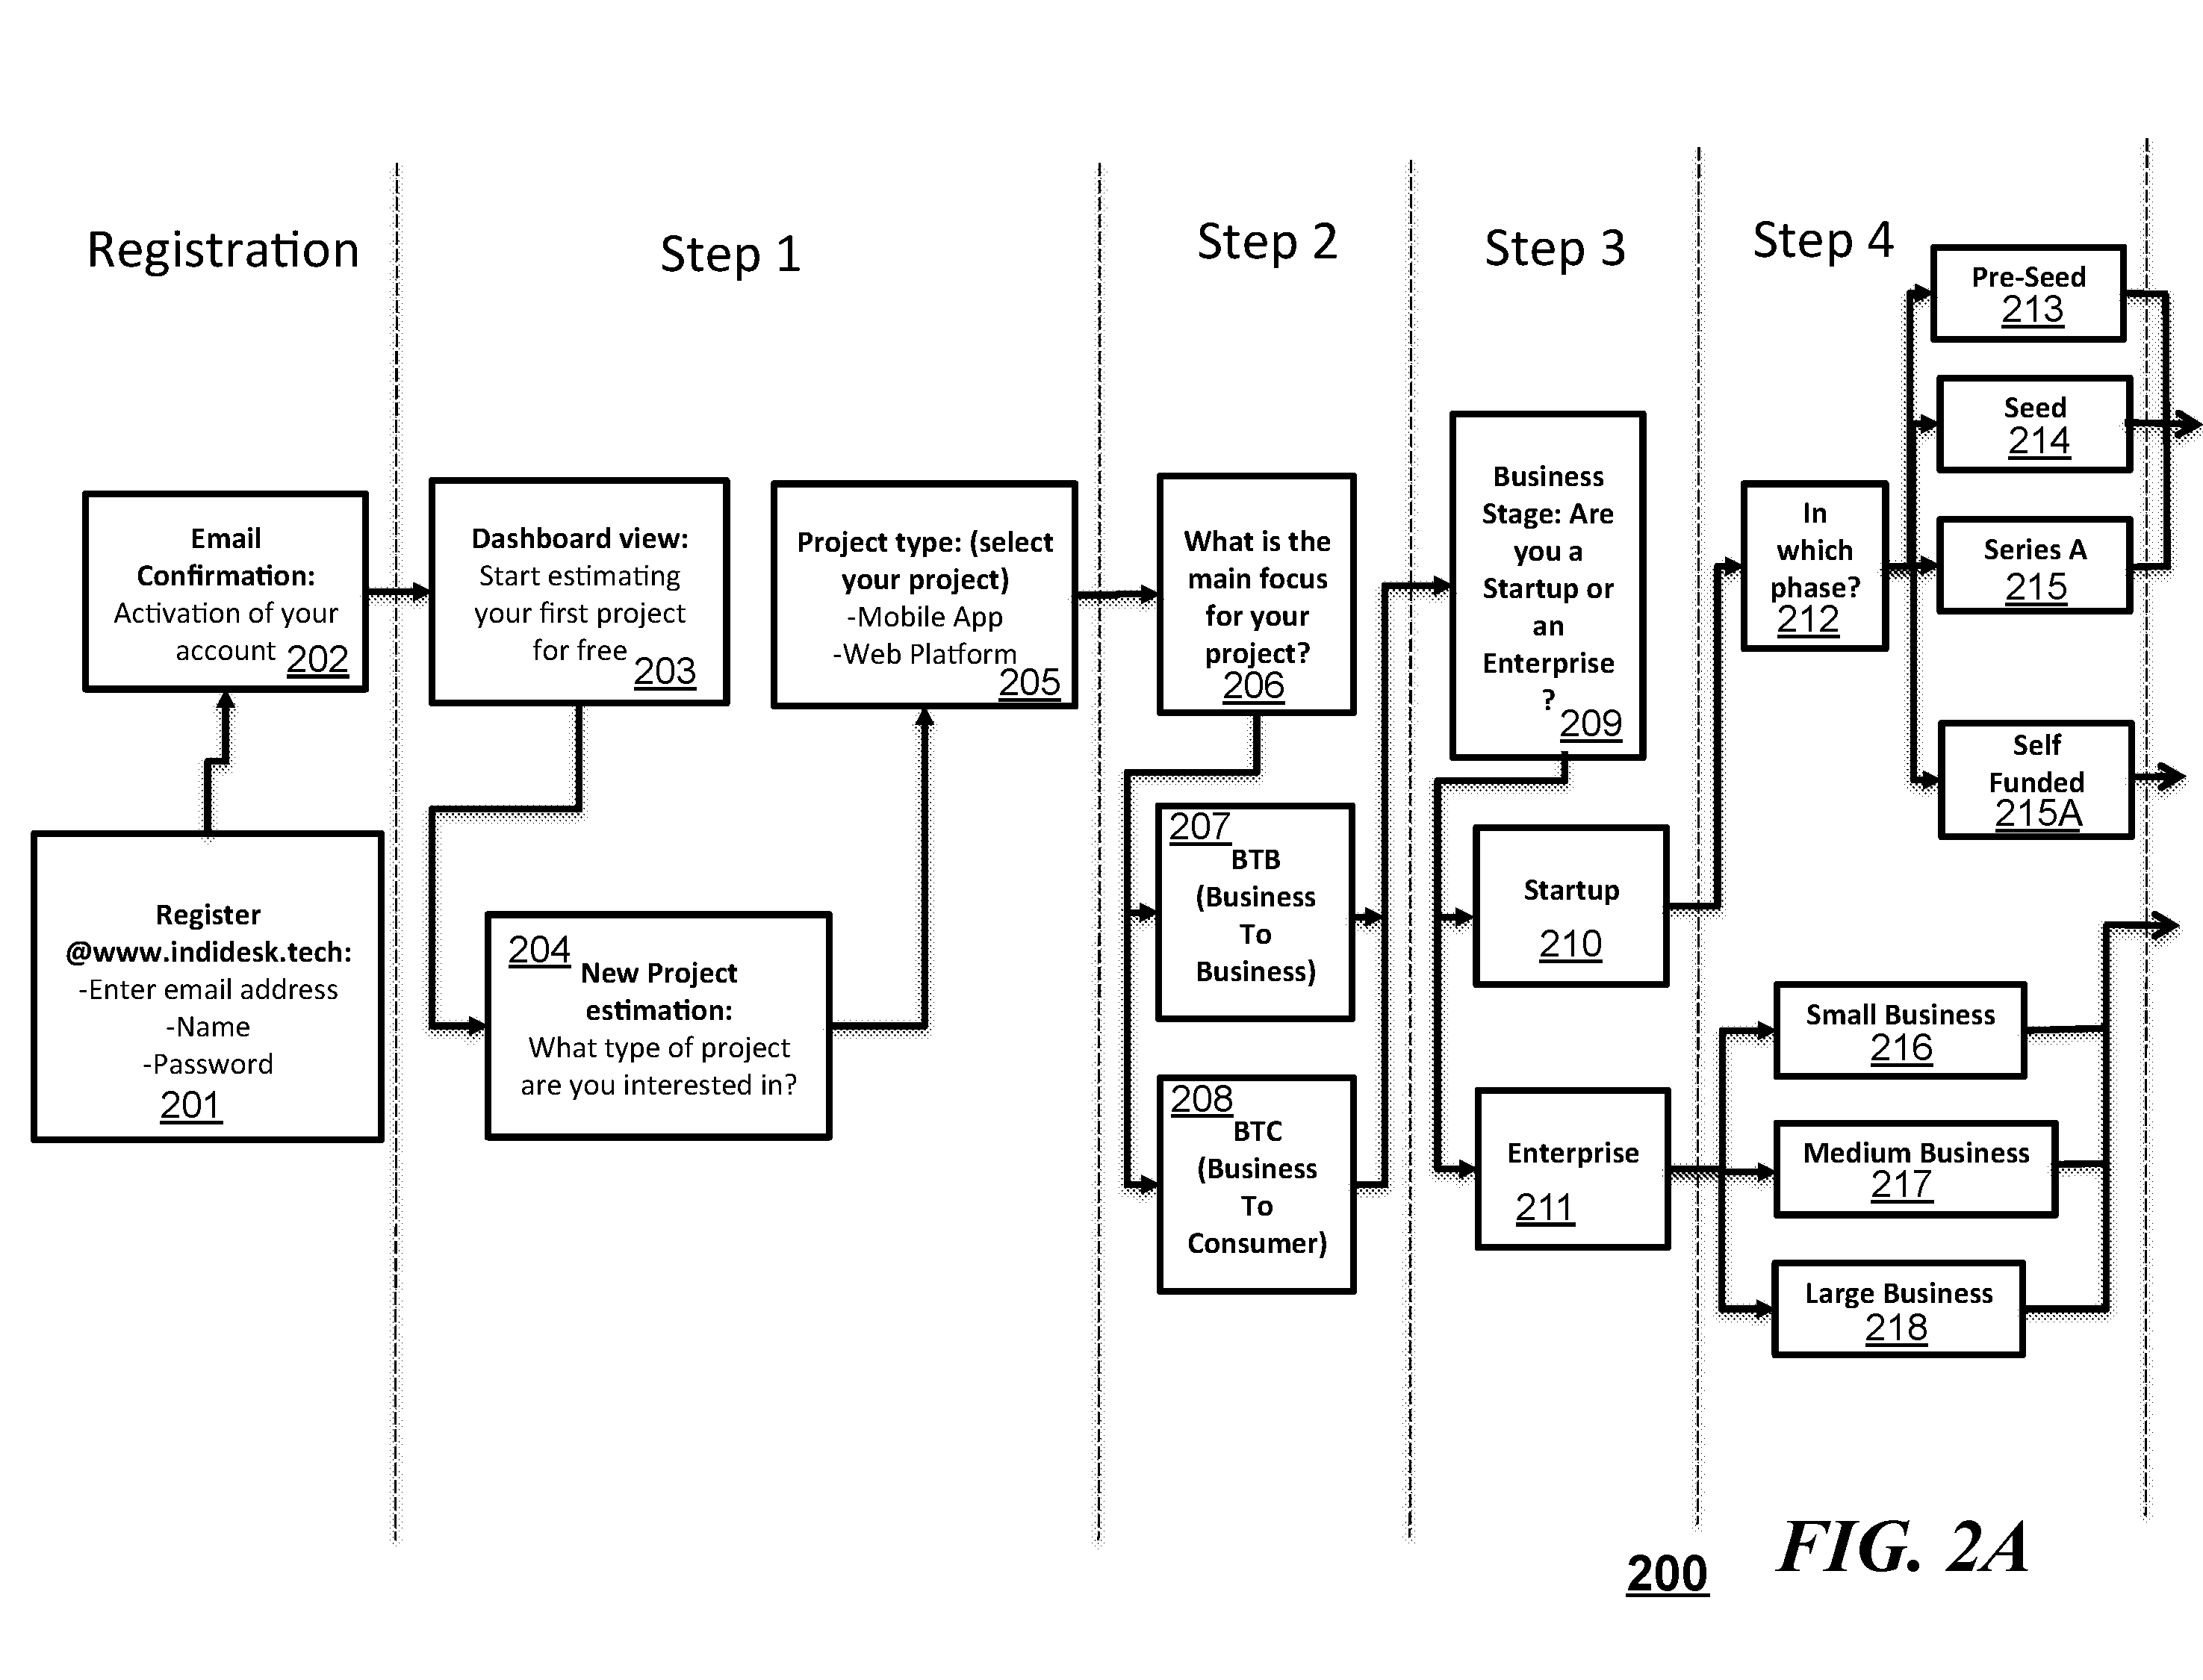 Registration
Step 1
Step 2
Step 3
Step 4
Email
Confirmation:
Activation of your
account 202
Register
@www.indidesk.tech:
-Enter email address
-Name
-Password
201
Dashboard view:
Start estimating
your first project
for free 203
204
New Project
estimation:
What type of project
are you interested in?
Project type: (select
your project)
-Mobile App
-Web Platform
205
What is the
main focus
for your
project?
206
207
BTB
(Business
To
Business)
208
BTC
(Business
To
Consumer)
Business
Stage: Are
you a
Startup or
an
Enterprise
?
209
Startup
210
Enterprise
211
In
which
phase?
212
Pre-Seed
213
Seed
214
Series A
215
Self
Funded
215A
Small Business
216
Medium Business
217
Large Business
218
200
FIG. 2A